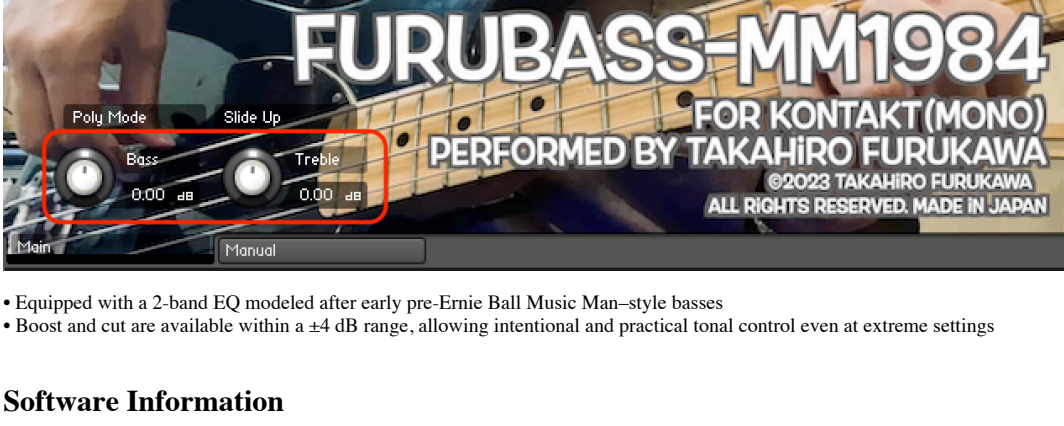 FURUBASS-MM1984
Poly Mode
Slide Up
FOR KONTAKT(MONO)
PERFORMED BY TAKAHiRO FURUKAWA
Bass
0.00 dB
Treble
0.00 dB
©2023 TAKAHiRO FURUKAWA
ALL RiGHTS RESERVED. MADE iN JAPAN
Main
Manual
• Equipped with a 2-band EQ modeled after early pre-Ernie Ball Music Man–style basses
• Boost and cut are available within a ±4 dB range, allowing intentional and practical tonal control even at extreme settings
Software Information